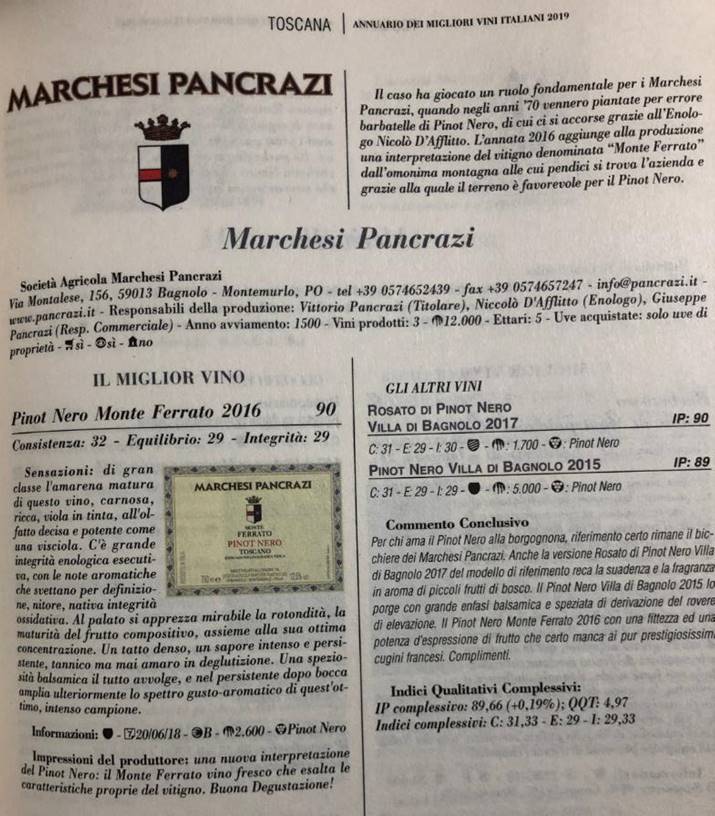 TOSCANA | ANNUARIO DEI MIGLIORI VINI ITALIANI 2019
MARCHESI PANCRAZI
Il caso ha giocato un ruolo fondamentale per i Marchesi
Pancrazi, quando negli anni '70 vennero piantate per errore
barbatelle di Pinot Nero, di cui ci si accorse grazie all'Enolo-
go Nicolò D'Afflitto. L'annata 2016 aggiunge alla produzione
una interpretazione del vitigno denominata "Monte Ferrato"
dall'omonima montagna alle cui pendici si trova l'azienda e
grazie alla quale il terreno è favorevole per il Pinot Nero.
Marchesi Pancrazi
Società Agricola Marchesi Pancrazi
Via Montalese, 156, 59013 Bagnolo - Montemurlo, PO - tel +39 0574652439 - fax +39 0574657247 - info@pancrazi.it -
www.pancrazi.it - Responsabili della produzione: Vittorio Pancrazi (Titolare), Niccolò D'Afflitto (Enologo), Giuseppe
Pancrazi (Resp. Commerciale) - Anno avviamento: 1500 - Vini prodotti: 3 - 12.000 - Ettari: 5 - Uve acquistate: solo uve di
proprietà - sì - sì - no
IL MIGLIOR VINO
Pinot Nero Monte Ferrato 2016 90
Consistenza: 32 - Equilibrio: 29 - Integrità: 29
Sensazioni: di gran
classe l'amarena matura
di questo vino, carnosa,
ricca, viola in tinta, all'ol-
fatto decisa e potente come
una visciola. C'è grande
integrità enologica esecuti-
va, con le note aromatiche
che svettano per definizio-
ne, nitore, nativa integrità
ossidativa. Al palato si apprezza mirabile la rotondità, la
maturità del frutto compositivo, assieme alla sua ottima
concentrazione. Un tatto denso, un sapore intenso e persi-
stente, tannico ma mai amaro in deglutizione. Una spezio-
sità balsamica il tutto avvolge, e nel persistente dopo bocca
amplia ulteriormente lo spettro gusto-aromatico di quest'ot-
timo, intenso campione.
MARCHESI PANCRAZI
MONTE
FERRATO
PINOT NERO
TOSCANO
Informazioni: - 20/06/18 - B - 2.600 - Pinot Nero
Impressioni del produttore: una nuova interpretazione
del Pinot Nero: il Monte Ferrato vino fresco che esalta le
caratteristiche proprie del vitigno. Buona Degustazione!
GLI ALTRI VINI
ROSATO DI PINOT NERO
VILLA DI BAGNOLO 2017 IP: 90
C: 31 - E: 29 - I: 30 - - : 1.700 - : Pinot Nero
PINOT NERO VILLA DI BAGNOLO 2015 IP: 89
C: 31 - E: 29 - I: 29 - - : 5.000 - : Pinot Nero
Commento Conclusivo
Per chi ama il Pinot Nero alla borgognona, riferimento certo rimane il bic-
chiere dei Marchesi Pancrazi. Anche la versione Rosato di Pinot Nero Villa
di Bagnolo 2017 del modello di riferimento reca la suadenza e la fragranza
in aroma di piccoli frutti di bosco. Il Pinot Nero Villa di Bagnolo 2015 lo
porge con grande enfasi balsamica e speziata di derivazione del rovere
di elevazione. Il Pinot Nero Monte Ferrato 2016 con una fittezza ed una
potenza d'espressione di frutto che certo manca ai pur prestigiosissimi
cugini francesi. Complimenti.
Indici Qualitativi Complessivi:
IP complessivo: 89,66 (+0,19%); QQT: 4,97
Indici complessivi: C: 31,33 - E: 29 - I: 29,33